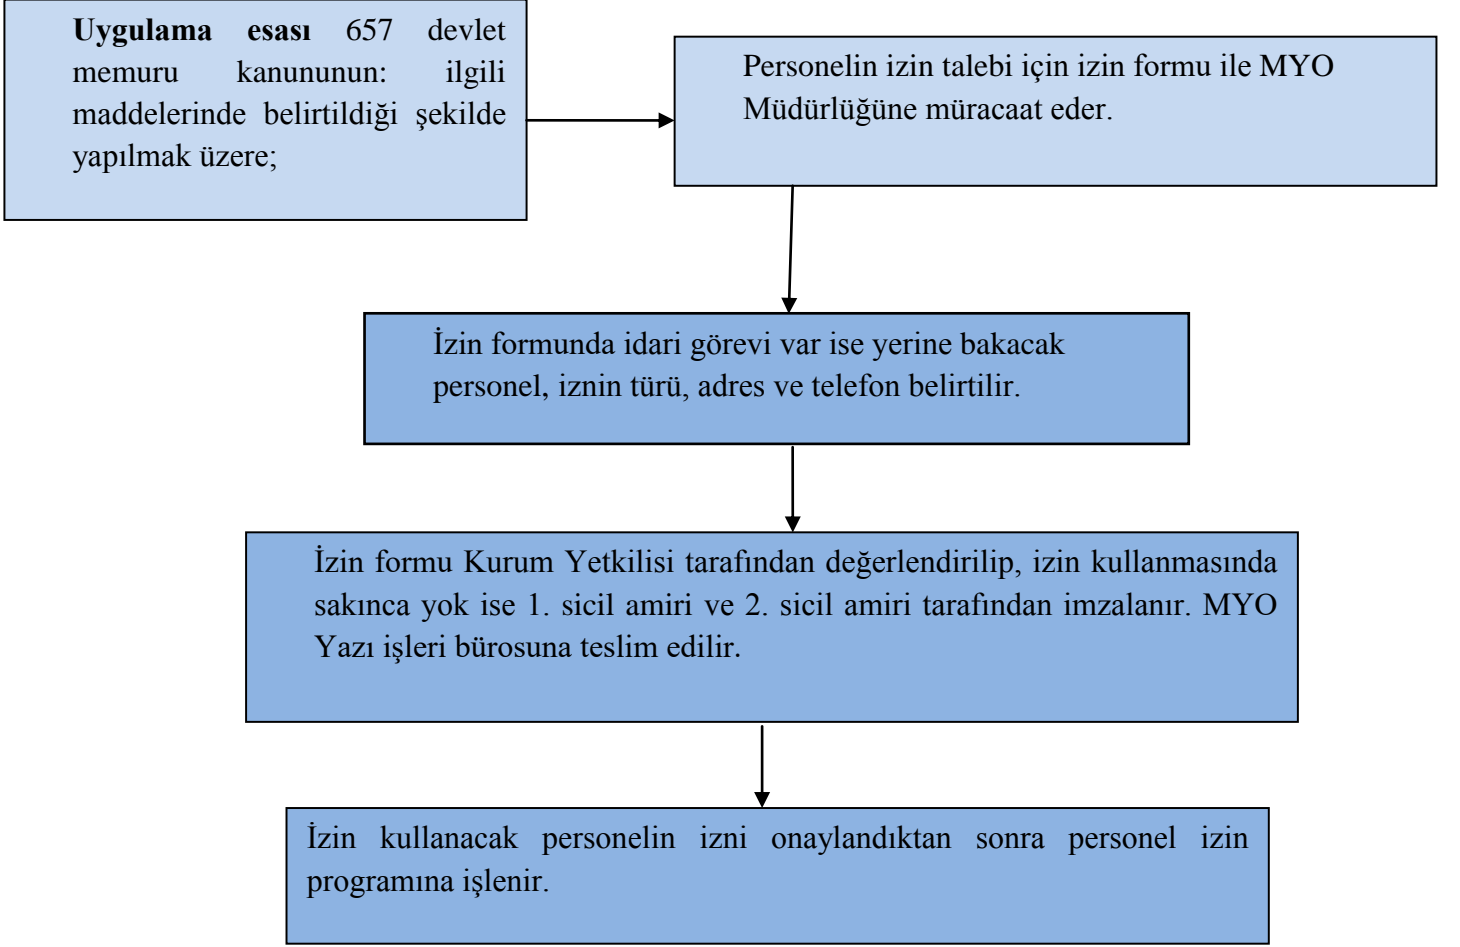 Uygulama esası 657 devlet
memuru kanununun: ilgili
maddelerinde belirtildiği şekilde
yapılmak üzere;
Personelin izin talebi için izin formu ile MYO
Müdürlüğüne müracaat eder.
İzin formunda idari görevi var ise yerine bakacak
personel, iznin türü, adres ve telefon belirtilir.
İzin formu Kurum Yetkilisi tarafından değerlendirilip, izin kullanmasında
sakınca yok ise 1. sicil amiri ve 2. sicil amiri tarafından imzalanır. MYO
Yazı işleri bürosuna teslim edilir.
İzin kullanacak personelin izni onaylandıktan sonra personel izin
programına işlenir.